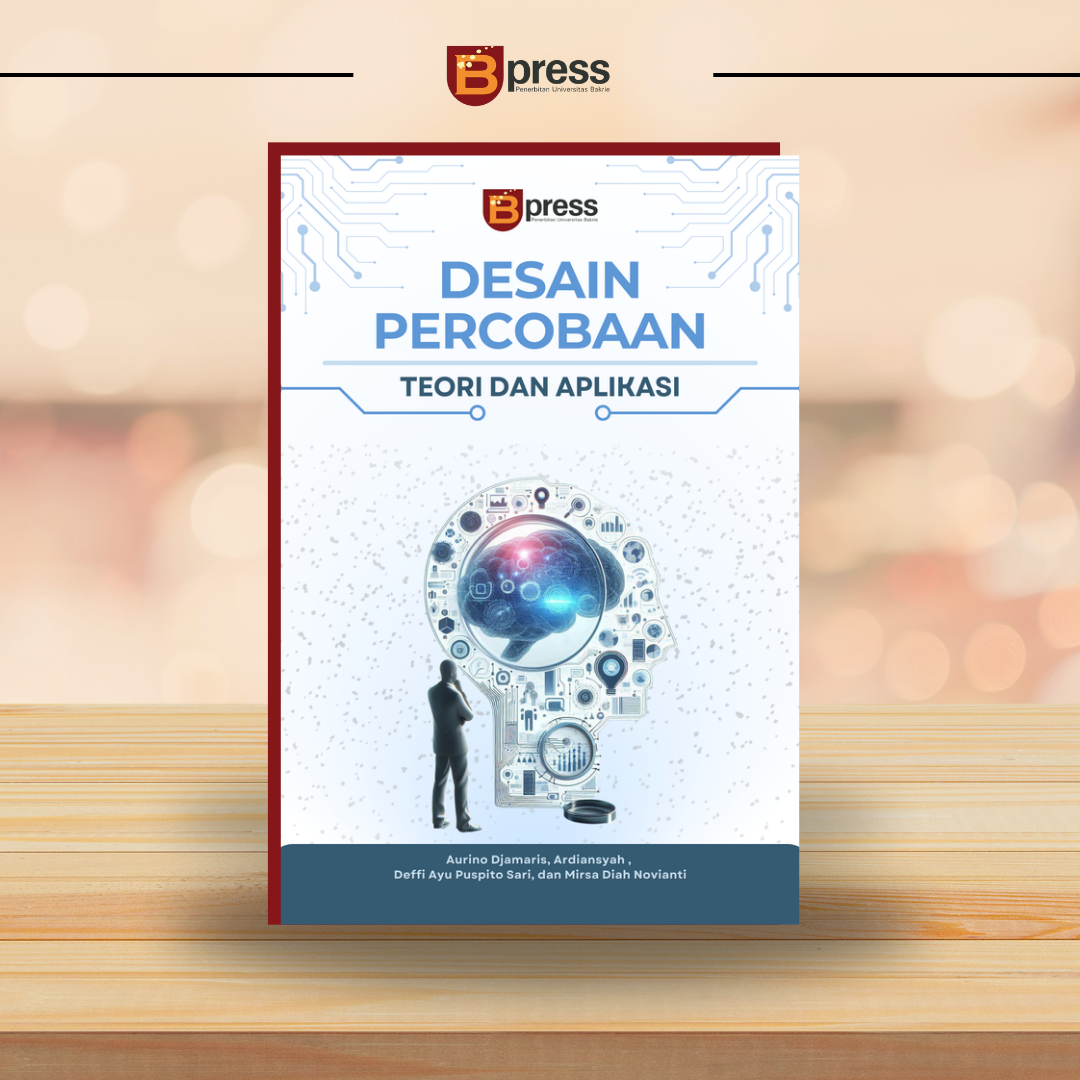 Bpress
Penerbitan Universitas Bakrie
Bpress
Penerbitan Universitas Bakrie
DESAIN
PERCOBAAN
TEORI DAN APLIKASI
Aurino Djamaris, Ardiansyah ,
Deffi Ayu Puspito Sari, dan Mirsa Diah Novianti